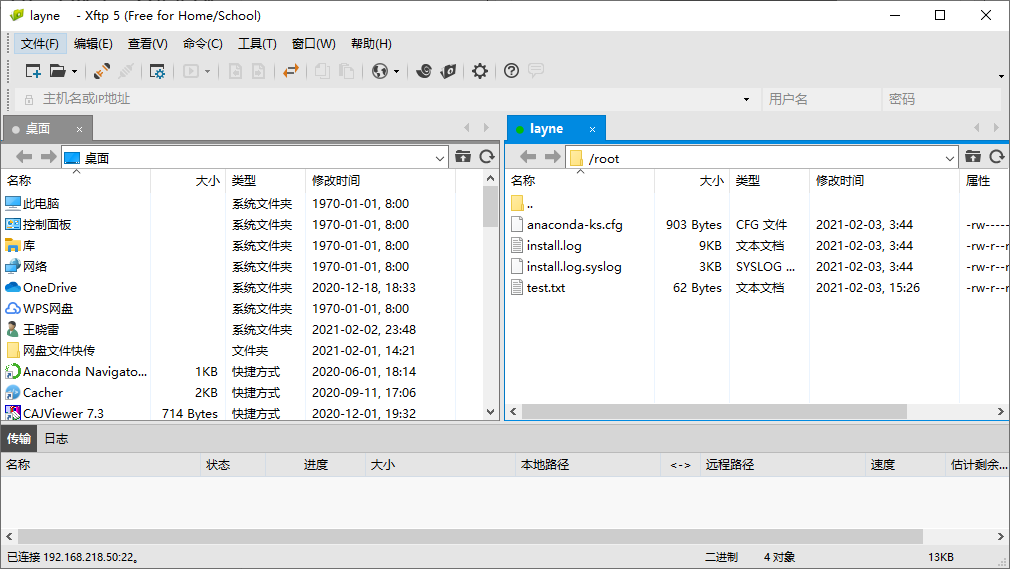 layne - Xftp 5 (Free for Home/School)
文件(F) 编辑(E) 查看(V) 命令(C) 工具(T) 窗口(W) 帮助(H)
主机名或IP地址 用户名 密码
桌面 × layne ×
桌面 /root
名称 大小 类型 修改时间 名称 大小 类型 修改时间 属性
此电脑 系统文件夹 1970-01-01, 8:00 ..
控制面板 系统文件夹 1970-01-01, 8:00 anaconda-ks.cfg 903 Bytes CFG 文件 2021-02-03, 3:44 -rw-----
库 系统文件夹 1970-01-01, 8:00 install.log 9KB 文本文档 2021-02-03, 3:44 -rw-r--r
网络 系统文件夹 1970-01-01, 8:00 install.log.syslog 3KB SYSLOG ... 2021-02-03, 3:44 -rw-r--r
OneDrive 系统文件夹 2020-12-18, 18:33 test.txt 62 Bytes 文本文档 2021-02-03, 15:26 -rw-r--r
WPS网盘 系统文件夹 1970-01-01, 8:00
王晓雷 系统文件夹 2021-02-02, 23:48
网盘文件快传 文件夹 2021-02-01, 14:21
Anaconda Navigato... 1KB 快捷方式 2020-06-01, 18:14
Cacher 2KB 快捷方式 2020-09-11, 17:06
CAJViewer 7.3 714 Bytes 快捷方式 2020-12-01, 19:32
传输 日志
名称 状态 进度 大小 本地路径 <-> 远程路径 速度 估计剩余...
已连接 192.168.218.50:22。 二进制 4 对象 13KB